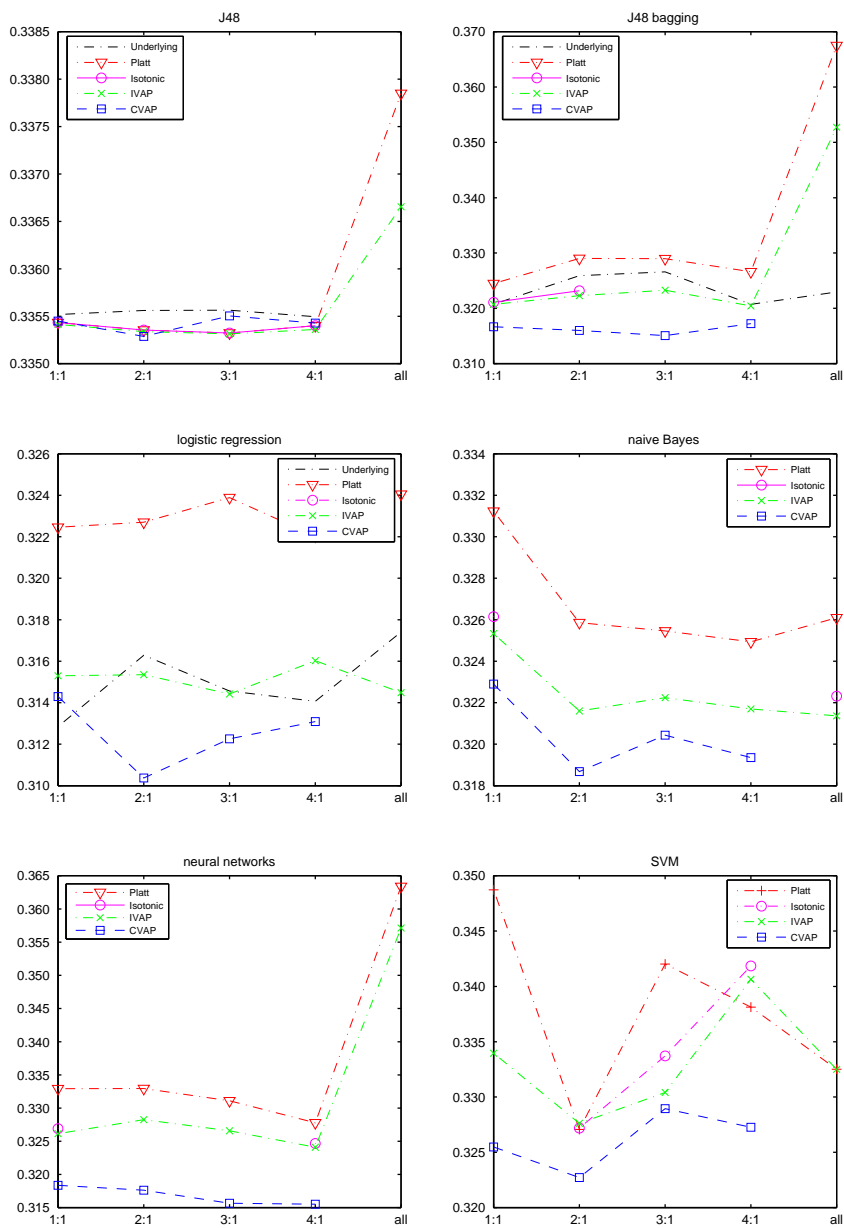 J48
0.3385
0.3380
0.3375
0.3370
0.3365
0.3360
0.3355
0.3350
1:1
2:1
3:1
4:1
all
Underlying
Platt
Isotonic
IVAP
CVAP
J48 bagging
0.370
0.360
0.350
0.340
0.330
0.320
0.310
1:1
2:1
3:1
4:1
all
Underlying
Platt
Isotonic
IVAP
CVAP
logistic regression
0.326
0.324
0.322
0.320
0.318
0.316
0.314
0.312
0.310
1:1
2:1
3:1
4:1
all
Underlying
Platt
Isotonic
IVAP
CVAP
naive Bayes
0.334
0.332
0.330
0.328
0.326
0.324
0.322
0.320
0.318
1:1
2:1
3:1
4:1
all
Platt
Isotonic
IVAP
CVAP
neural networks
0.365
0.360
0.355
0.350
0.345
0.340
0.335
0.330
0.325
0.320
0.315
1:1
2:1
3:1
4:1
all
Platt
Isotonic
IVAP
CVAP
SVM
0.350
0.345
0.340
0.335
0.330
0.325
0.320
1:1
2:1
3:1
4:1
all
Platt
Isotonic
IVAP
CVAP